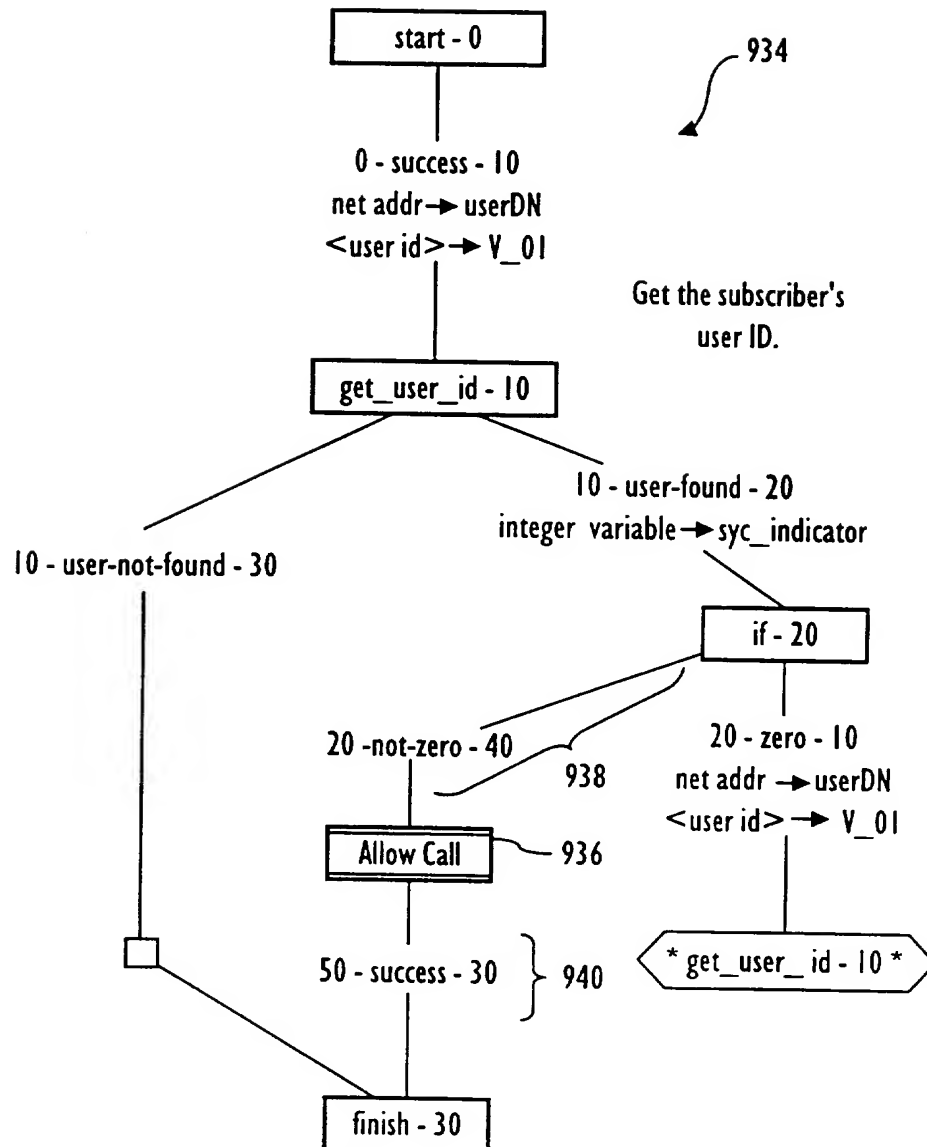 start - 0
934
0 - success - 10
net addr → userDN
<user id> → V_01
Get the subscriber's
user ID.
get_user_id - 10
10 - user-found - 20
integer variable → syc_indicator
10 - user-not-found - 30
if - 20
20 -not-zero - 40
938
20 - zero - 10
net addr → userDN
<user id> → V_01
Allow Call
936
50 - success - 30
940
* get_user_ id - 10 *
finish - 30